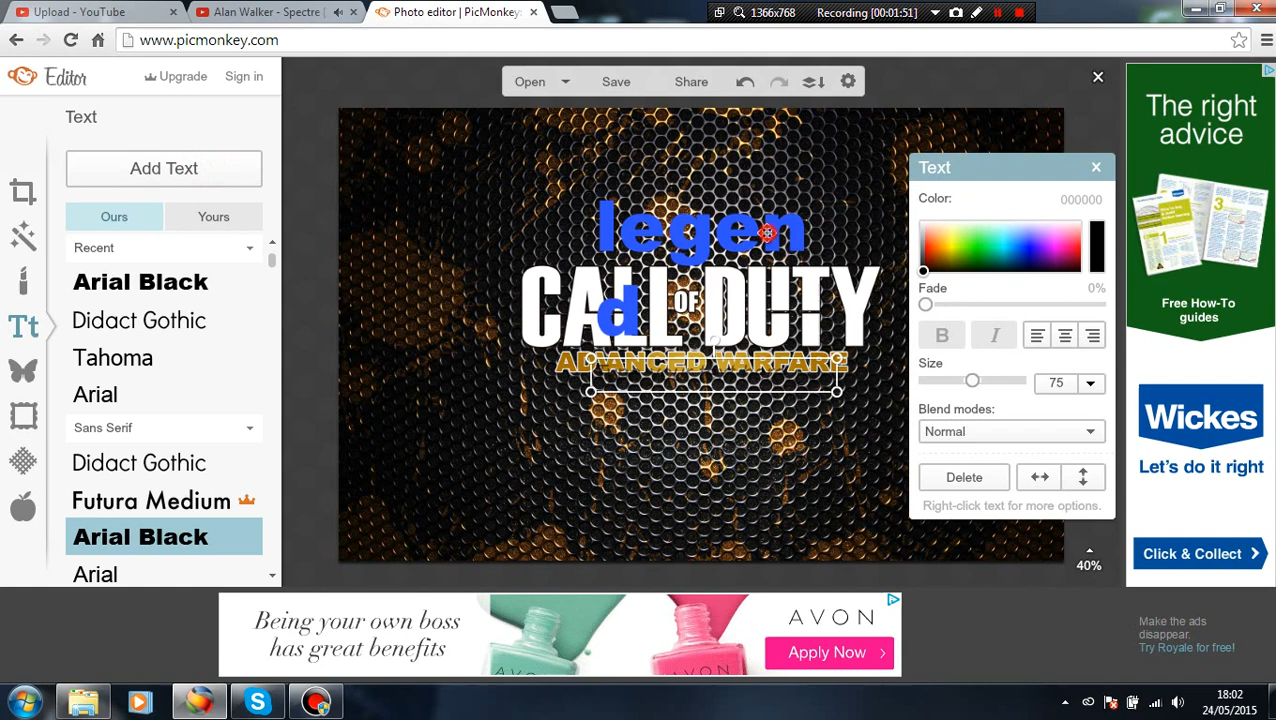 Upload - YouTube
Alan Walker - Spectre [
Photo editor | PicMonkey:
1366x768
Recording [00:01:51]
www.picmonkey.com
Editor
Upgrade
Sign in
Open
Save
Share
Text
Add Text
Ours
Yours
Recent
Arial Black
Didact Gothic
Tahoma
Arial
Sans Serif
Didact Gothic
Futura Medium
Arial Black
Arial
Tt
legen
d
CALL OF DUTY
ADVANCED WARFARE
Text
Color:
000000
Fade
0%
B
I
Size
75
Blend modes:
Normal
Delete
Right-click text for more options.
40%
The right
advice
Free How-To
guides
Wickes
Let's do it right
Click & Collect
Being your own boss
has great benefits
AVON
Apply Now
Make the ads
disappear.
Try Royale for free!
18:02
24/05/2015